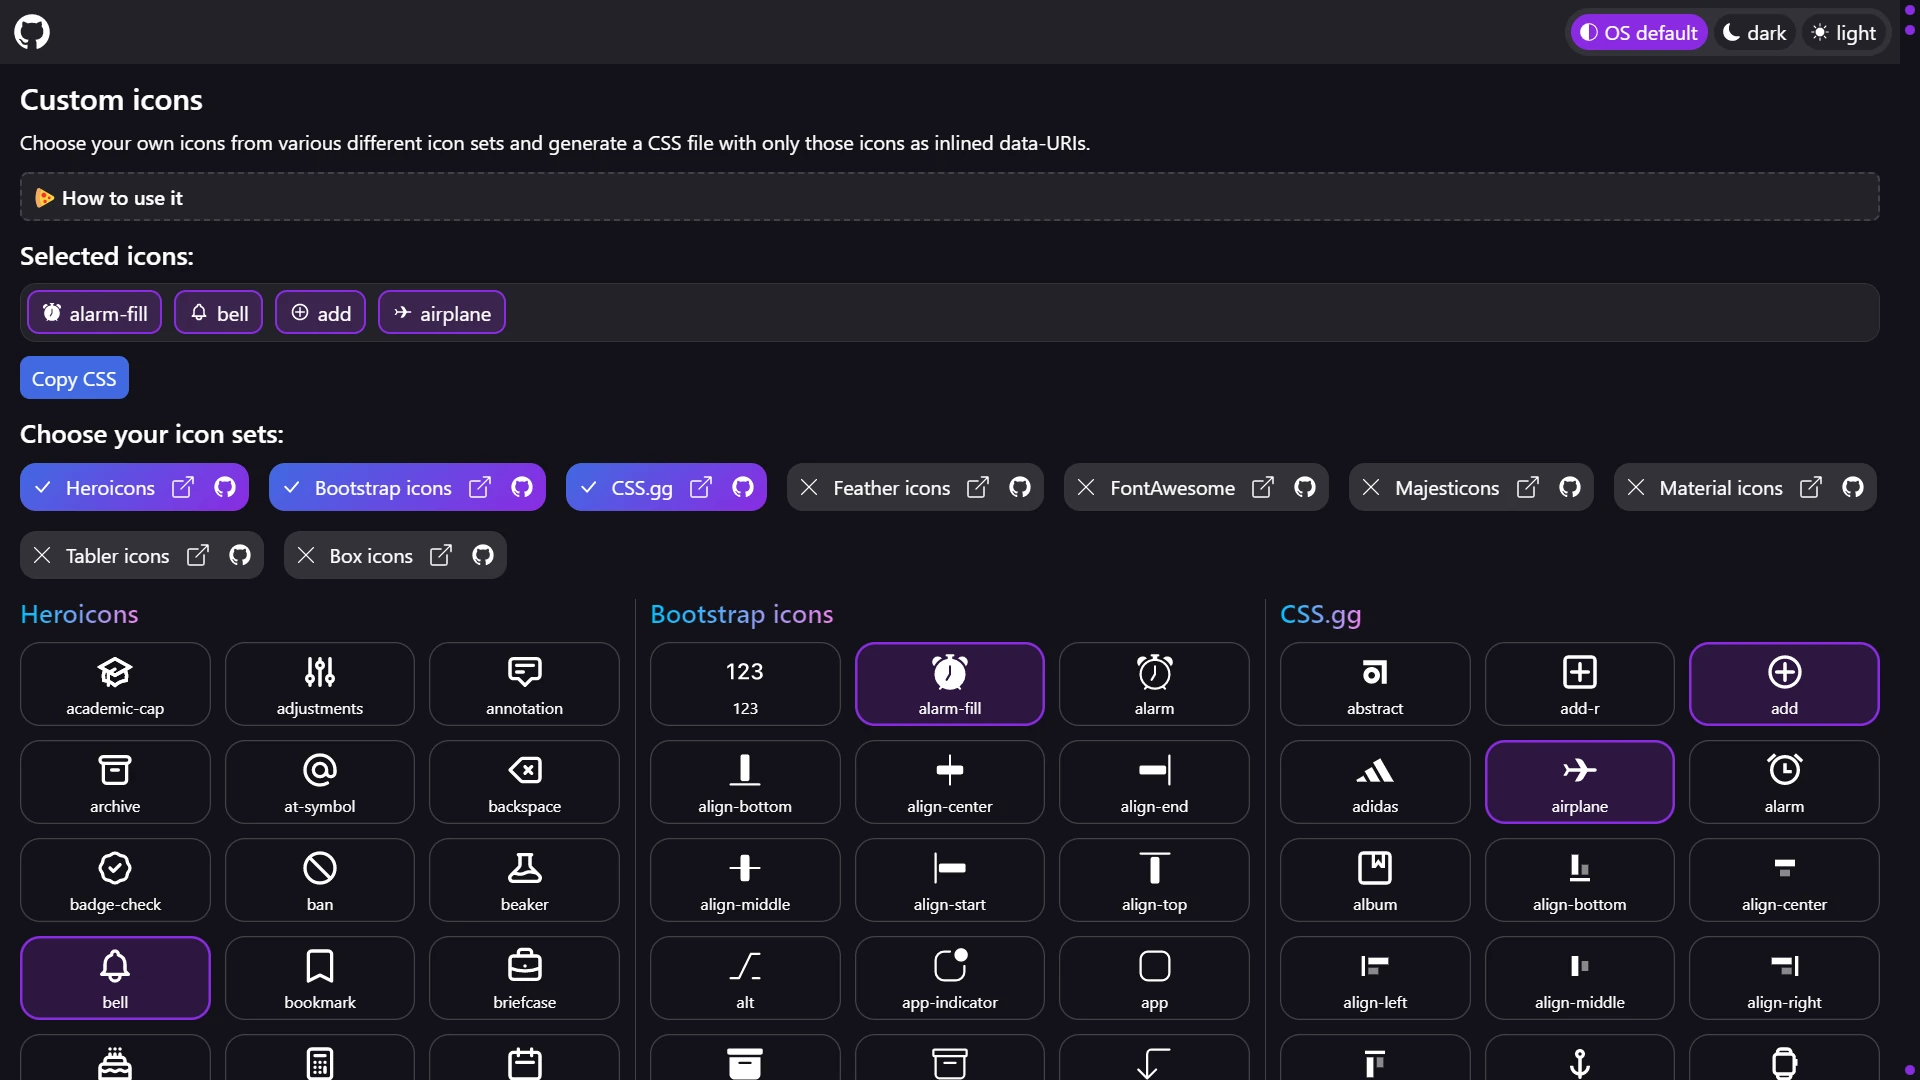 OS default
dark
light
Custom icons
Choose your own icons from various different icon sets and generate a CSS file with only those icons as inlined data-URIs.
How to use it
Selected icons:
alarm-fill
bell
add
airplane
Copy CSS
Choose your icon sets:
Heroicons
Bootstrap icons
CSS.gg
Feather icons
FontAwesome
Majesticons
Material icons
Tabler icons
Box icons
Heroicons
academic-cap
adjustments
annotation
archive
at-symbol
backspace
badge-check
ban
beaker
bell
bookmark
briefcase
Bootstrap icons
123
123
alarm-fill
alarm
align-bottom
align-center
align-end
align-middle
align-start
align-top
alt
app-indicator
app
CSS.gg
abstract
add-r
add
adidas
airplane
alarm
album
align-bottom
align-center
align-left
align-middle
align-right